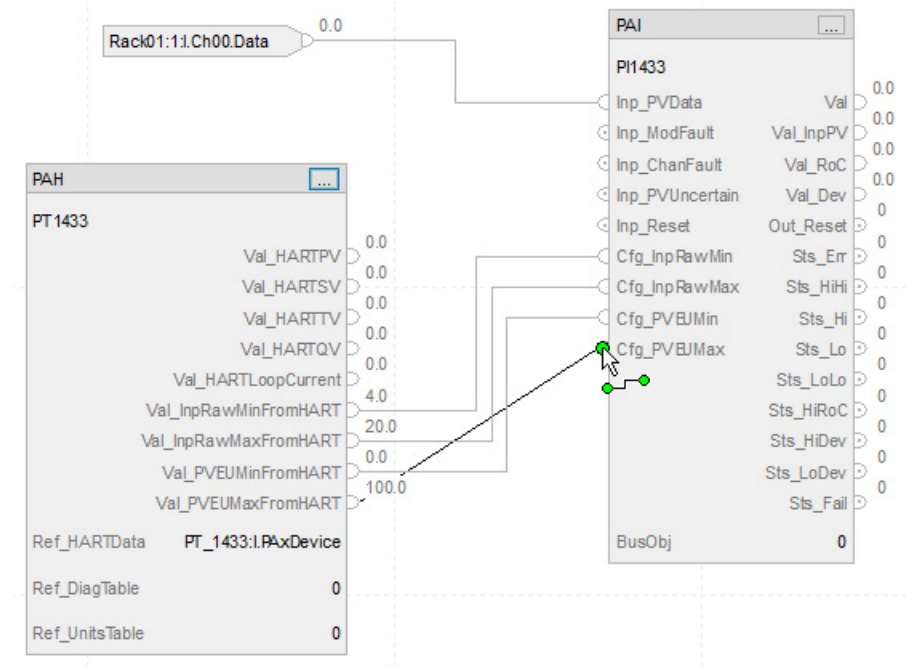 Rack01:1:I.Ch00.Data
0.0
PAH
...
PT1433
Val_HARTPV
0.0
Val_HARTSV
0.0
Val_HARTTV
0.0
Val_HARTQV
0.0
Val_HARTLoopCurrent
0.0
Val_InpRawMinFromHART
4.0
Val_InpRawMaxFromHART
20.0
Val_PVEUMinFromHART
0.0
Val_PVEUMaxFromHART
100.0
Ref_HARTData PT_1433:I.PAxDevice
Ref_DiagTable 0
Ref_UnitsTable 0
PAI
...
PI1433
Inp_PVData Val 0.0
Inp_ModFault Val_InpPV 0.0
Inp_ChanFault Val_RoC 0.0
Inp_PVUncertain Val_Dev 0.0
Inp_Reset Out_Reset 0
Cfg_InpRawMin Sts_Err 0
Cfg_InpRawMax Sts_HiHi 0
Cfg_PVEUMin Sts_Hi 0
Cfg_PVEUMax Sts_Lo 0
Sts_LoLo 0
Sts_HiRoC 0
Sts_HiDev 0
Sts_LoDev 0
Sts_Fail 0
BusObj 0